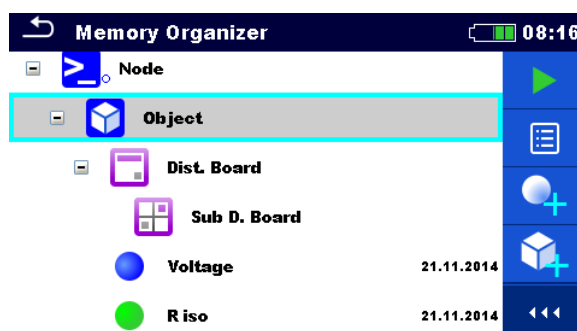 Memory Organizer 08:16
Node
Object
Dist. Board
Sub D. Board
Voltage 21.11.2014
R iso 21.11.2014